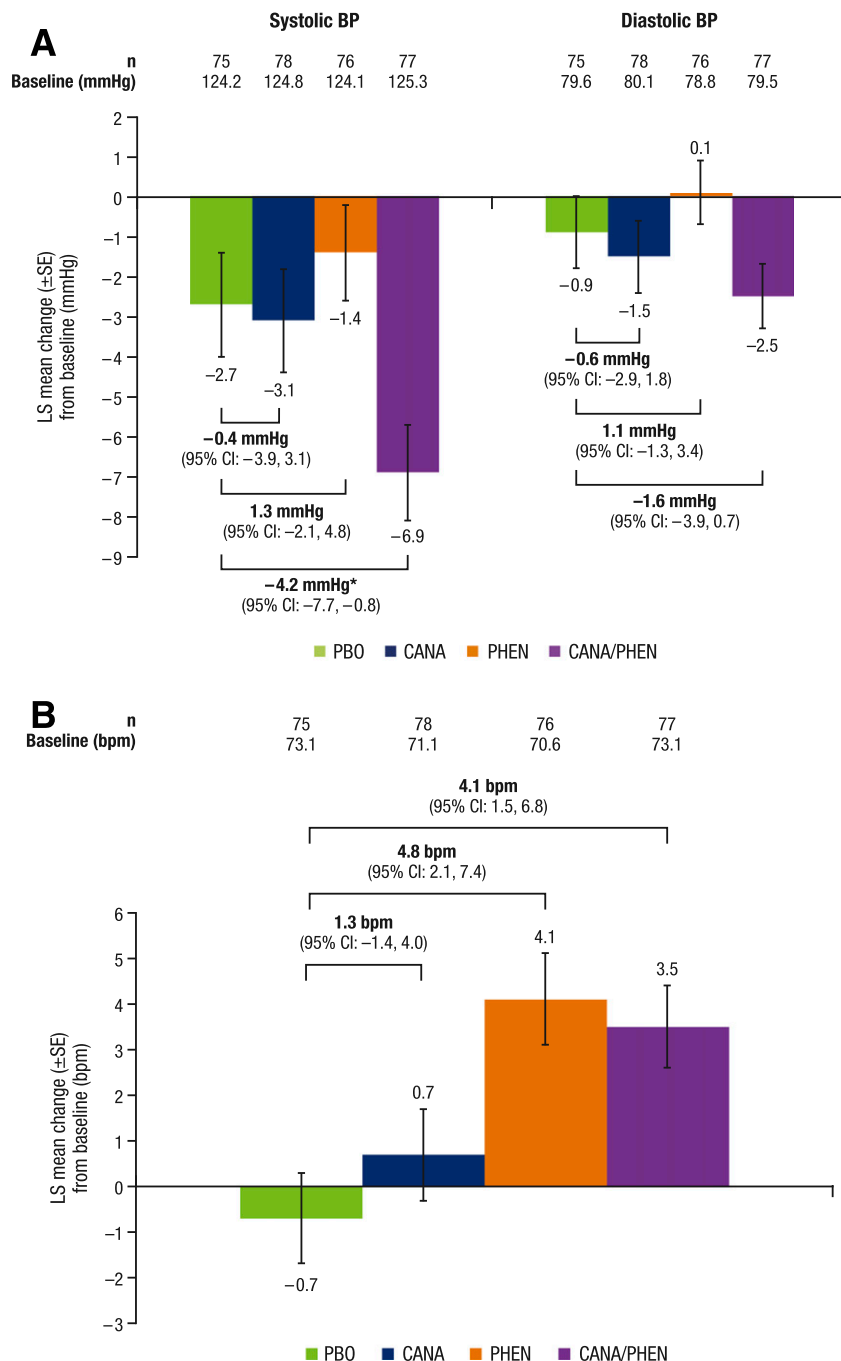 A
Systolic BP
Diastolic BP
n 75 78 76 77 75 78 76 77
Baseline (mmHg) 124.2 124.8 124.1 125.3 79.6 80.1 78.8 79.5
LS mean change (±SE)
from baseline (mmHg)
2
1
0
–1
–2
–3
–4
–5
–6
–7
–8
–9
–2.7
–3.1
–1.4
–6.9
–0.4 mmHg
(95% CI: –3.9, 3.1)
1.3 mmHg
(95% CI: –2.1, 4.8)
–4.2 mmHg*
(95% CI: –7.7, –0.8)
–0.9
–1.5
0.1
–2.5
–0.6 mmHg
(95% CI: –2.9, 1.8)
1.1 mmHg
(95% CI: –1.3, 3.4)
–1.6 mmHg
(95% CI: –3.9, 0.7)
PBO CANA PHEN CANA/PHEN
B
n 75 78 76 77
Baseline (bpm) 73.1 71.1 70.6 73.1
4.1 bpm
(95% CI: 1.5, 6.8)
4.8 bpm
(95% CI: 2.1, 7.4)
1.3 bpm
(95% CI: –1.4, 4.0)
LS mean change (±SE)
from baseline (bpm)
6
5
4
3
2
1
0
–1
–2
–3
–0.7
0.7
4.1
3.5
PBO CANA PHEN CANA/PHEN